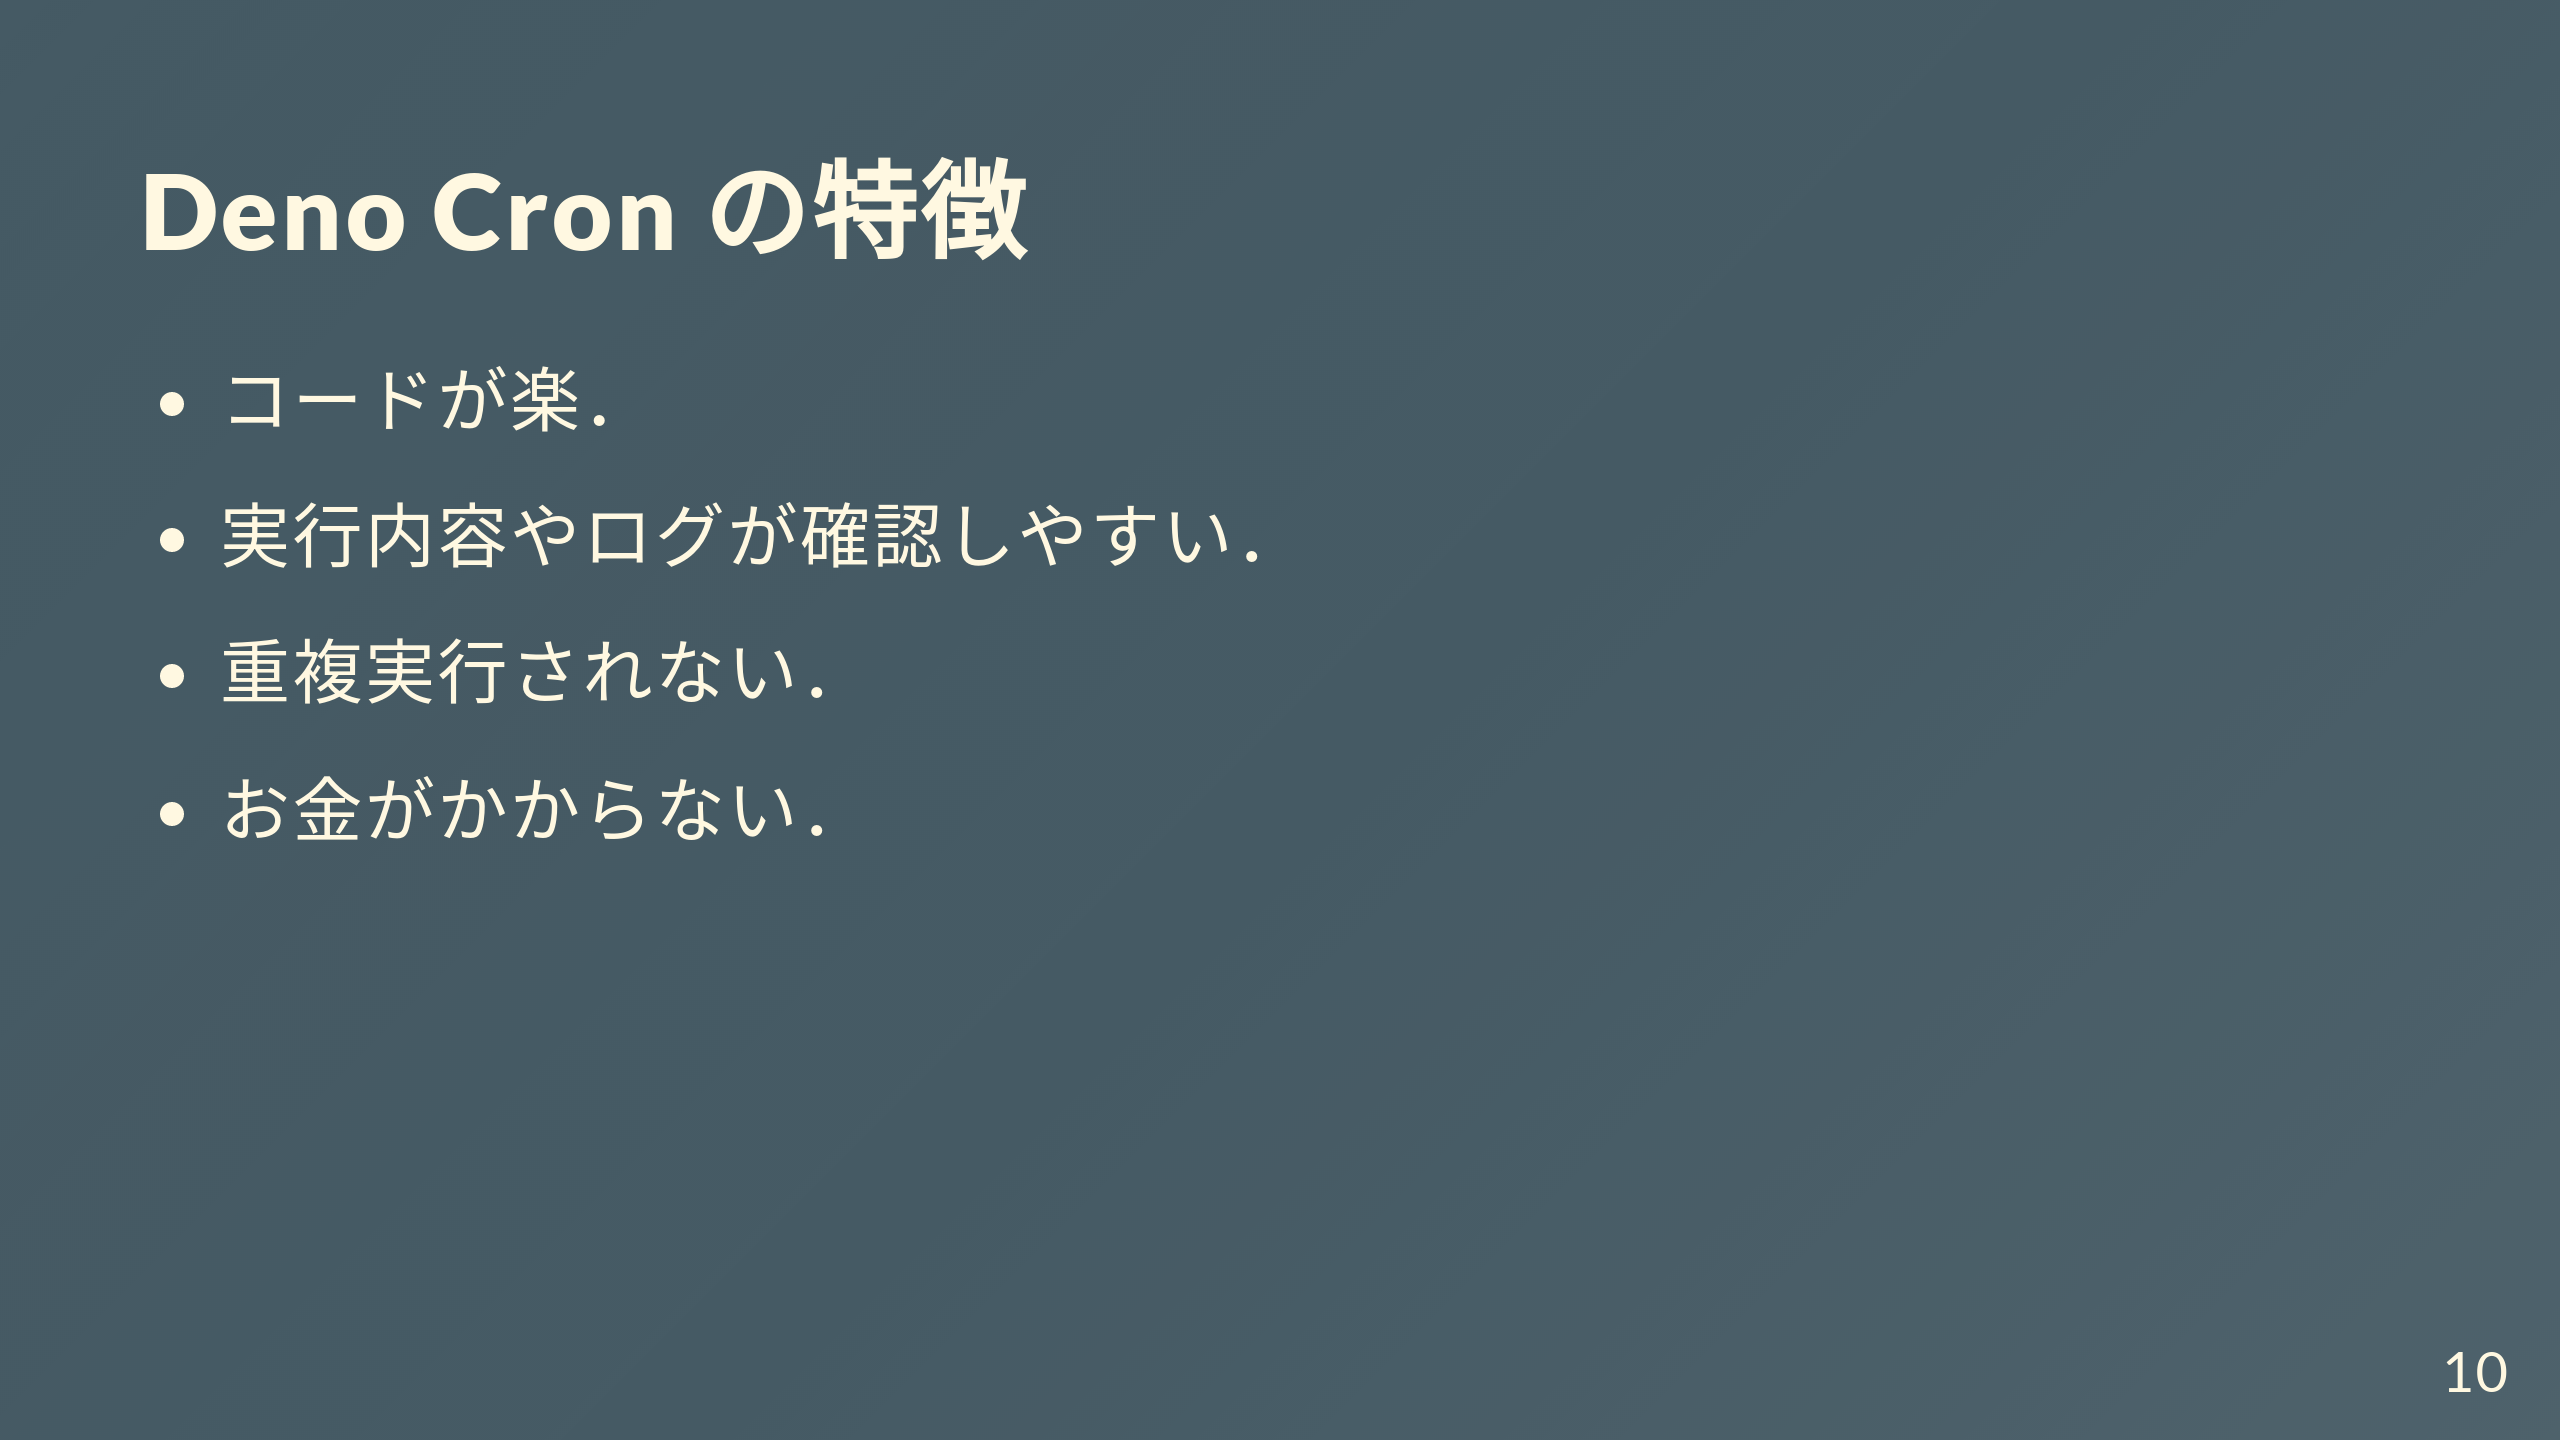 Deno Cron の特徴
• コードが楽．
• 実行内容やログが確認しやすい．
• 重複実行されない．
• お金がかからない．
10